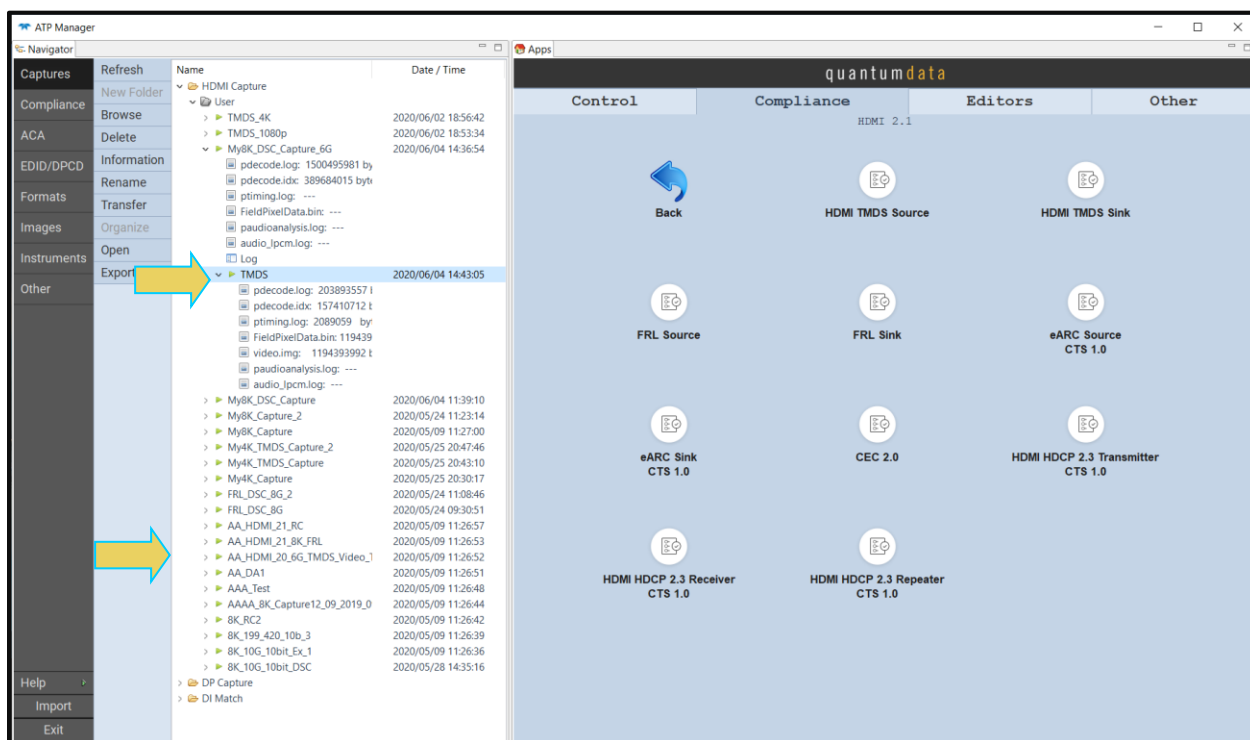 ATP Manager
Navigator
Captures
Compliance
ACA
EDID/DPCD
Formats
Images
Instruments
Other
Help
Import
Exit
Refresh
New Folder
Browse
Delete
Information
Rename
Transfer
Organize
Open
Export
Name Date / Time
HDMI Capture
User
TMDS_4K 2020/06/02 18:56:42
TMDS_1080p 2020/06/02 18:53:34
My8K_DSC_Capture_6G 2020/06/04 14:36:54
pdecode.log: 1500495981 by
pdecode.idx: 389684015 byte
ptiming.log: ---
FieldPixelData.bin: ---
paudioanalysis.log: ---
audio_lpcm.log: ---
Log
TMDS 2020/06/04 14:43:05
pdecode.log: 203893557 l
pdecode.idx: 157410712 b
ptiming.log: 2089059 by
FieldPixelData.bin: 119439
video.img: 1194393992 b
paudioanalysis.log: ---
audio_lpcm.log: ---
My8K_DSC_Capture 2020/06/04 11:39:10
My8K_Capture_2 2020/05/24 11:23:14
My8K_Capture 2020/05/09 11:27:00
My4K_TMDS_Capture_2 2020/05/25 20:47:46
My4K_TMDS_Capture 2020/05/25 20:43:10
My4K_Capture 2020/05/25 20:30:17
FRL_DSC_8G_2 2020/05/24 11:08:46
FRL_DSC_8G 2020/05/24 09:30:51
AA_HDMI_21_RC 2020/05/09 11:26:57
AA_HDMI_21_8K_FRL 2020/05/09 11:26:53
AA_HDMI_20_6G_TMDS_Video_T 2020/05/09 11:26:52
AA_DA1 2020/05/09 11:26:51
AAA_Test 2020/05/09 11:26:48
AAAA_8K_Capture12_09_2019_0 2020/05/09 11:26:44
8K_RC2 2020/05/09 11:26:42
8K_199_420_10b_3 2020/05/09 11:26:39
8K_10G_10bit_Ex_1 2020/05/09 11:26:36
8K_10G_10bit_DSC 2020/05/28 14:35:16
DP Capture
DI Match
Apps
quantumdata
Control Compliance Editors Other
HDMI 2.1
Back HDMI TMDS Source HDMI TMDS Sink
FRL Source FRL Sink eARC Source
CTS 1.0
eARC Sink CEC 2.0 HDMI HDCP 2.3 Transmitter
CTS 1.0 CTS 1.0
HDMI HDCP 2.3 Receiver HDMI HDCP 2.3 Repeater
CTS 1.0 CTS 1.0